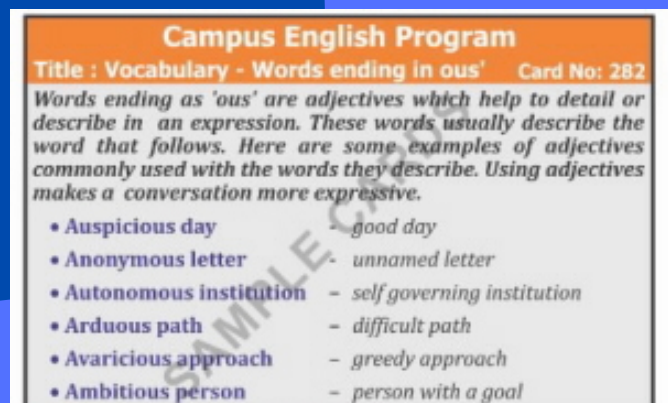 Campus English Program
Title : Vocabulary - Words ending in ous' Card No: 282
Words ending as 'ous' are adjectives which help to detail or
describe in an expression. These words usually describe the
word that follows. Here are some examples of adjectives
commonly used with the words they describe. Using adjectives
makes a conversation more expressive.
• Auspicious day - good day
• Anonymous letter - unnamed letter
• Autonomous institution - self governing institution
• Arduous path - difficult path
• Avaricious approach - greedy approach
• Ambitious person - person with a goal
SAMPLE CARDS